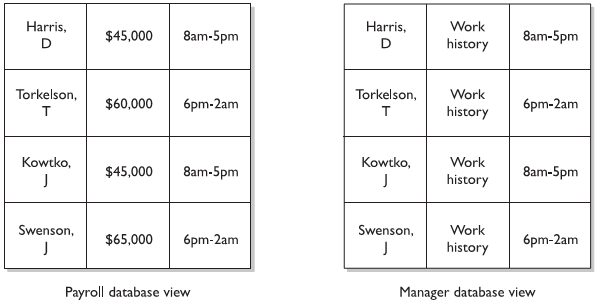 Harris,
D
$45,000
8am-5pm
Torkelson,
T
$60,000
6pm-2am
Kowtko,
J
$45,000
8am-5pm
Swenson,
J
$65,000
6pm-2am
Payroll database view
Harris,
D
Work
history
8am-5pm
Torkelson,
T
Work
history
6pm-2am
Kowtko,
J
Work
history
8am-5pm
Swenson,
J
Work
history
6pm-2am
Manager database view